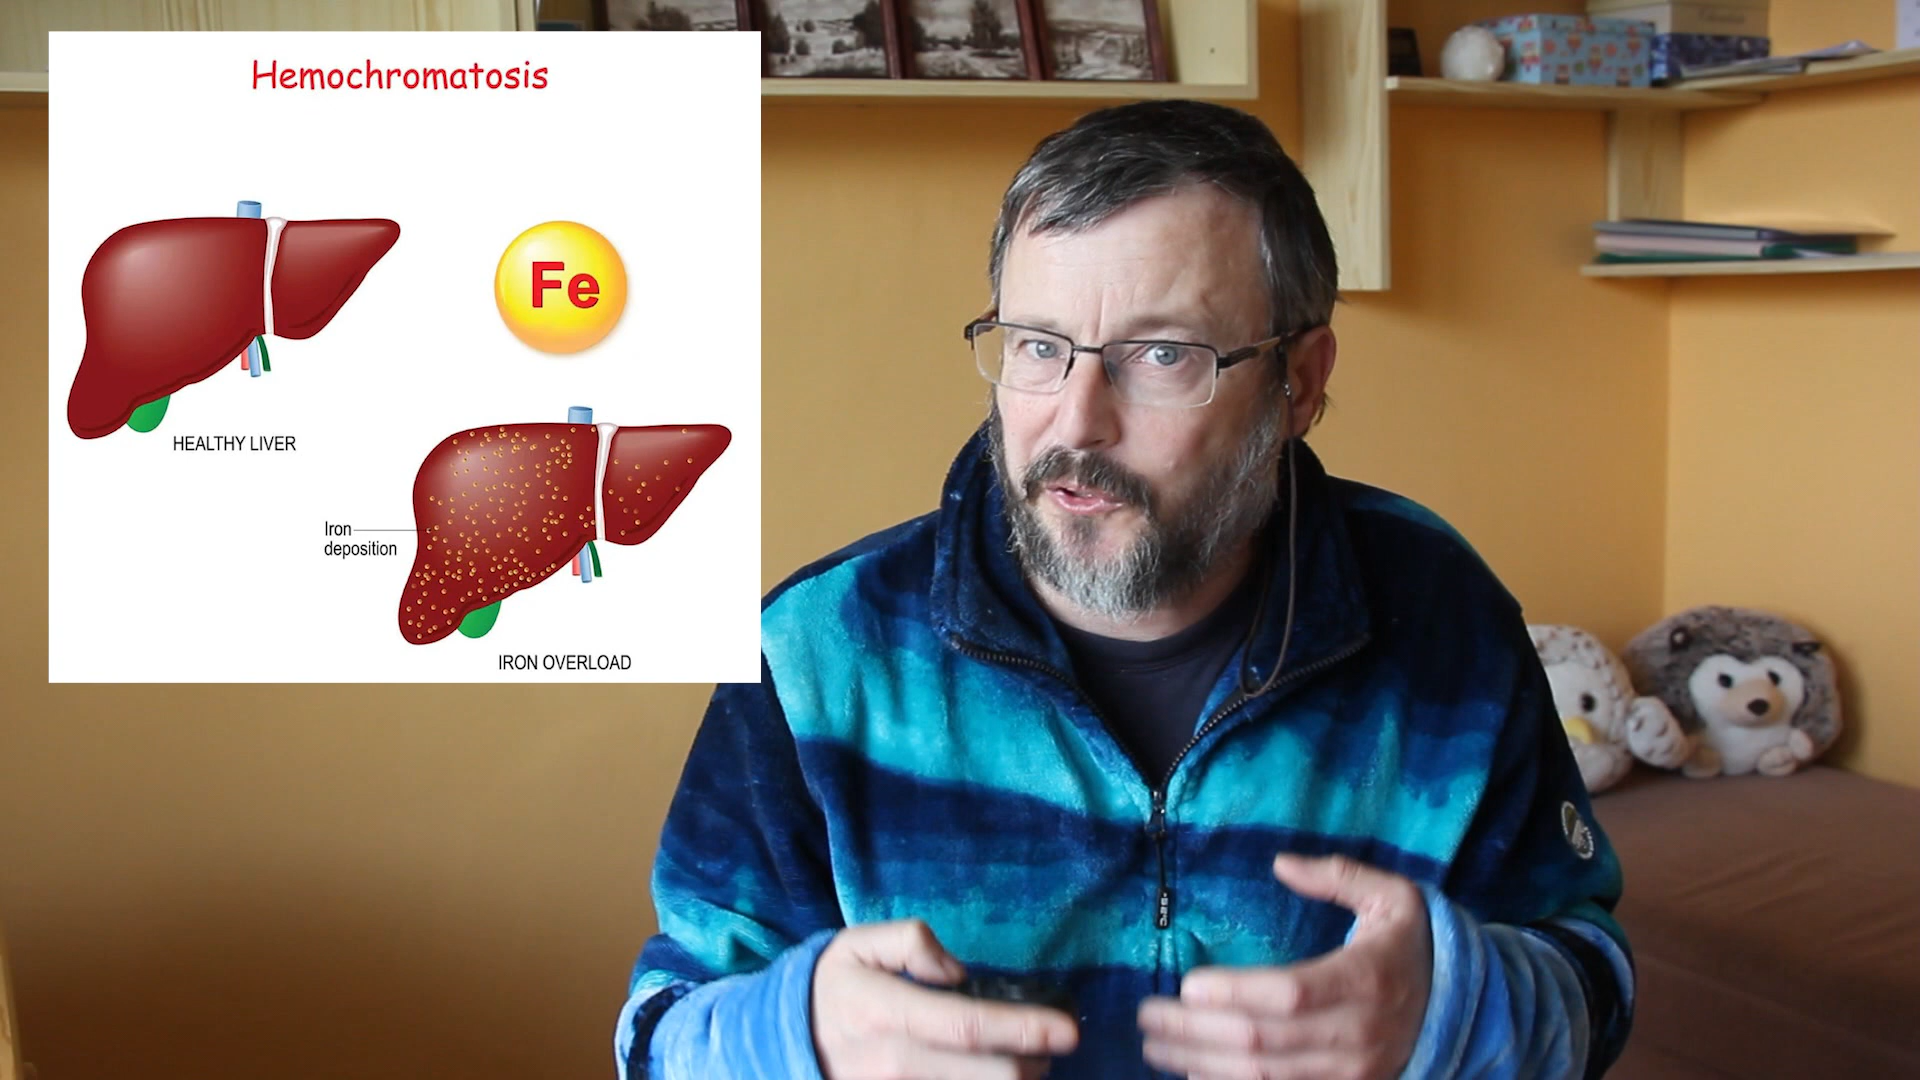 Hemochromatosis
Fe
HEALTHY LIVER
Iron
deposition
IRON OVERLOAD